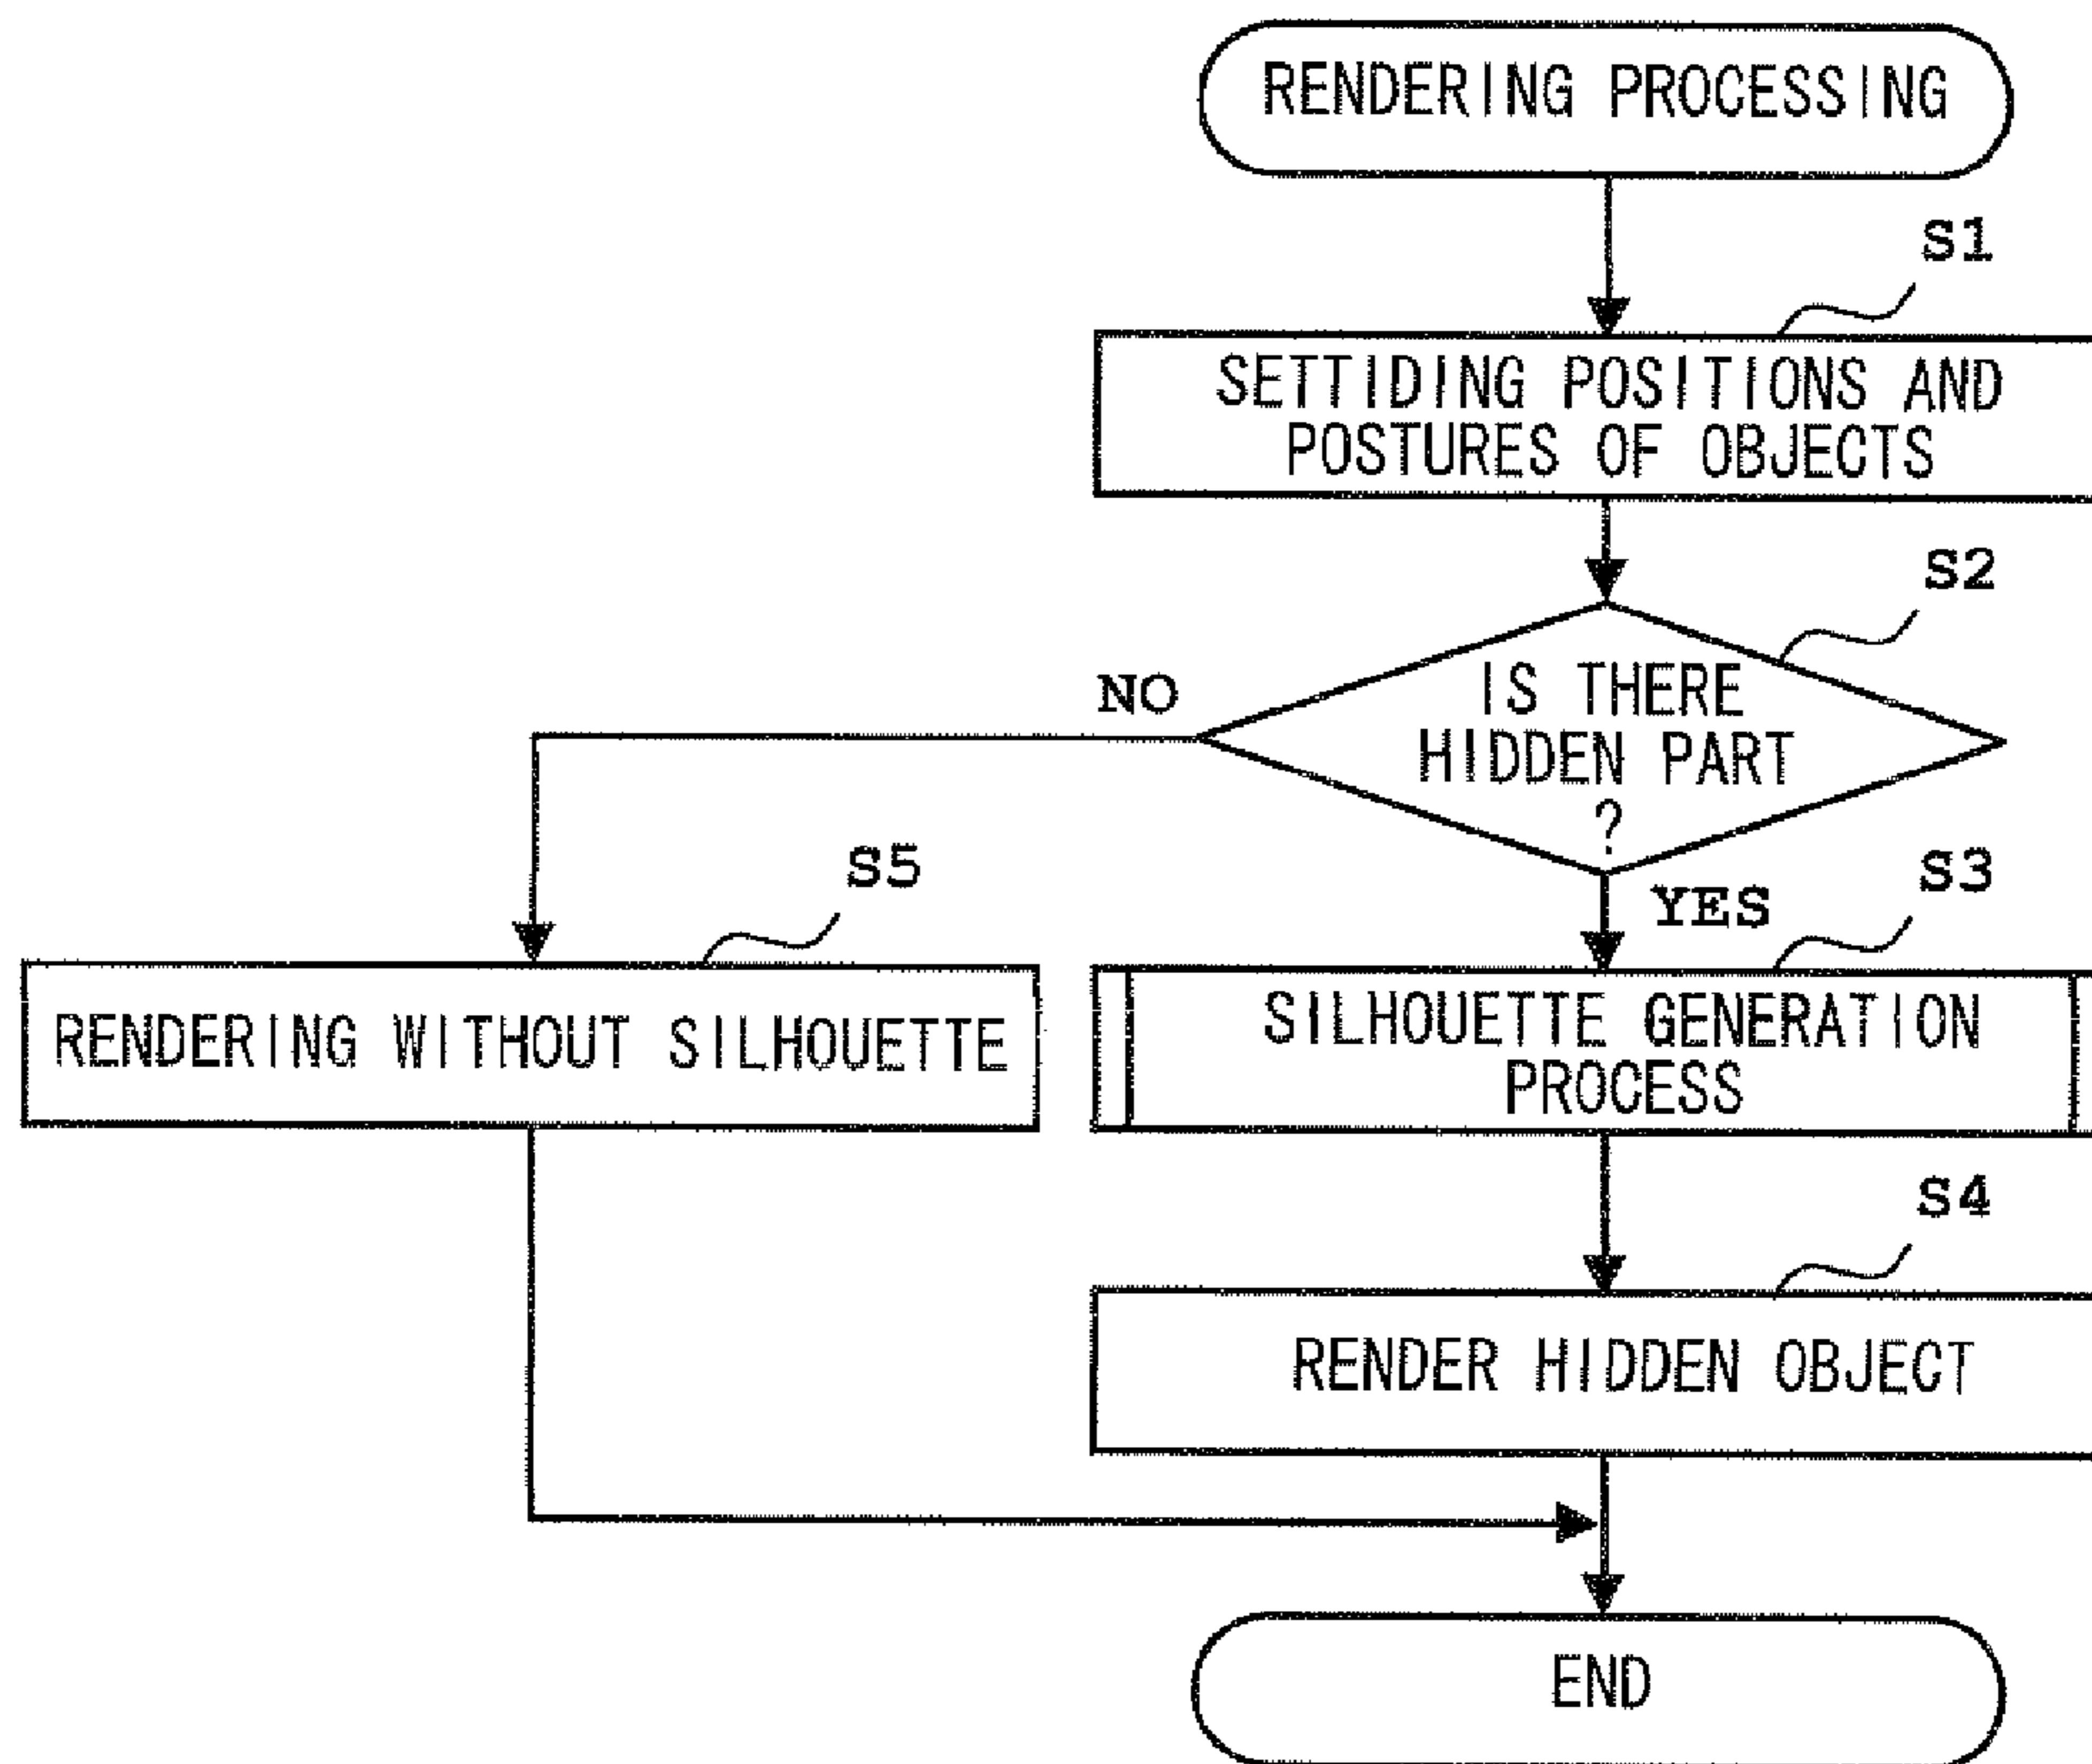 RENDERING PROCESSING
S1
SETTIDING POSITIONS AND
POSTURES OF OBJECTS
S2
IS THERE
HIDDEN PART
?
NO
YES
S5
RENDERING WITHOUT SILHOUETTE
S3
SILHOUETTE GENERATION
PROCESS
S4
RENDER HIDDEN OBJECT
END